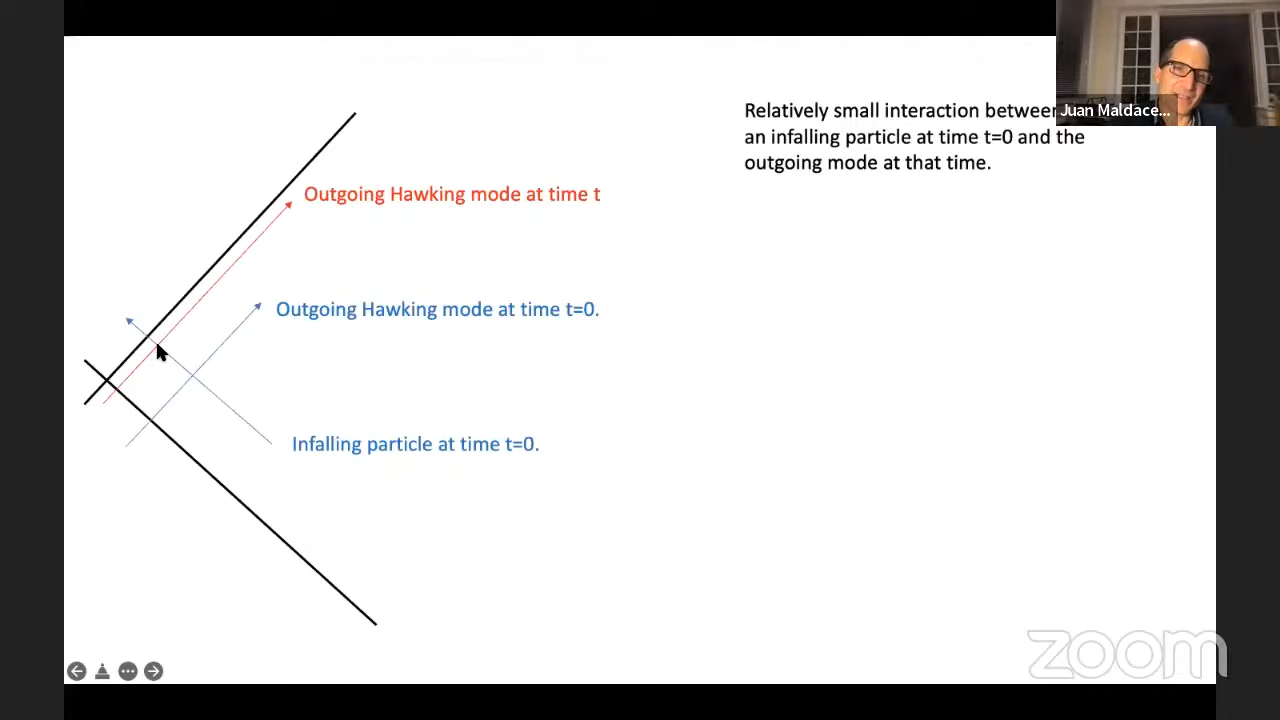 Relatively small interaction between
an infalling particle at time t=0 and the
outgoing mode at that time.
Juan Maldace...
Outgoing Hawking mode at time t
Outgoing Hawking mode at time t=0.
Infalling particle at time t=0.
zoom